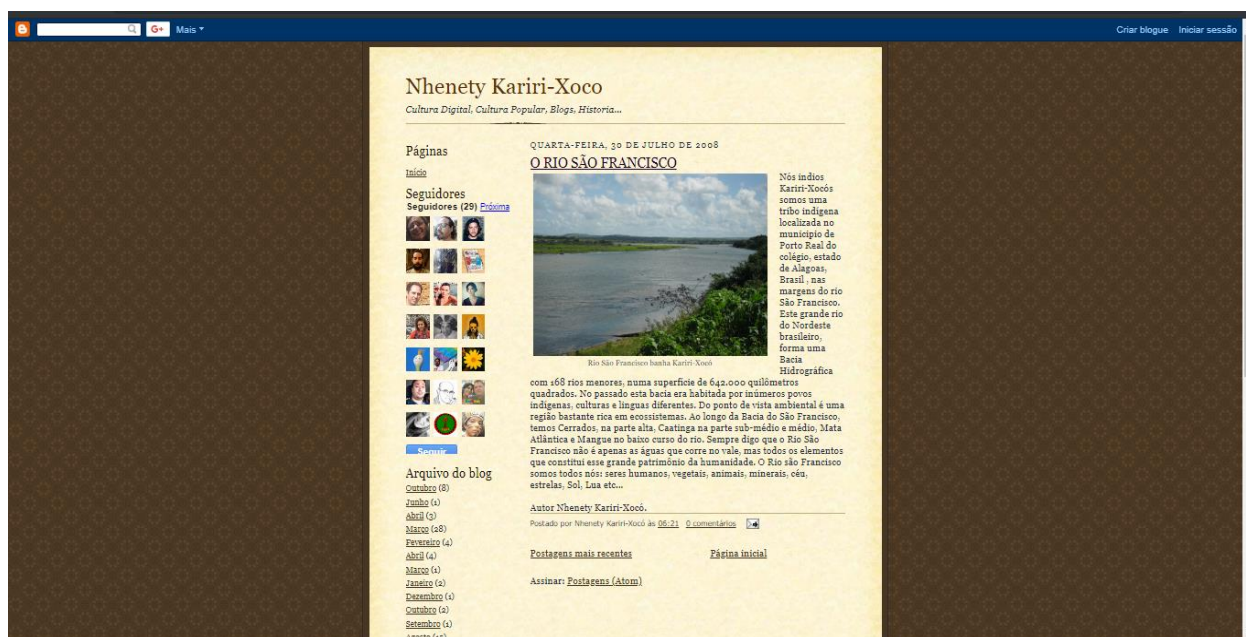 G+ Mais
Criar blogue Iniciar sessão
Nhenety Kariri-Xoco
Cultura Digital, Cultura Popular, Blogs, Historia...
Páginas
Início
Seguidores
Seguidores (29) Próxima
Seguir
Arquivo do blog
Outubro (8)
Junho (1)
Abril (3)
Março (28)
Fevereiro (4)
Abril (4)
Março (1)
Janeiro (2)
Dezembro (1)
Outubro (2)
Setembro (1)
QUARTA-FEIRA, 30 DE JULHO DE 2008
O RIO SÃO FRANCISCO
Nós índios
Kariri-Xocós
somos uma
tribo indígena
localizada no
município de
Porto Real do
colégio, estado
de Alagoas,
Brasil , nas
margens do rio
São Francisco.
Este grande rio
do Nordeste
brasileiro,
forma uma
Bacia
Hidrográfica
Rio São Francisco banha Kariri-Xocó
com 168 rios menores, numa superfície de 642.000 quilômetros
quadrados. No passado esta bacia era habitada por inúmeros povos
indígenas, culturas e línguas diferentes. Do ponto de vista ambiental é uma
região bastante rica em ecossistemas. Ao longo da Bacia do São Francisco,
temos Cerrados, na parte alta, Caatinga na parte sub-médio e médio, Mata
Atlântica e Mangue no baixo curso do rio. Sempre digo que o Rio São
Francisco não é apenas as águas que corre no vale, mas todos os elementos
que constitui esse grande patrimônio da humanidade. O Rio são Francisco
somos todos nós: seres humanos, vegetais, animais, minerais, céu,
estrelas, Sol, Lua etc...
Autor Nhenety Kariri-Xocó.
Postado por Nhenety Kariri-Xocó às 06:21 0 comentários
Postagens mais recentes Página inicial
Assinar: Postagens (Atom)